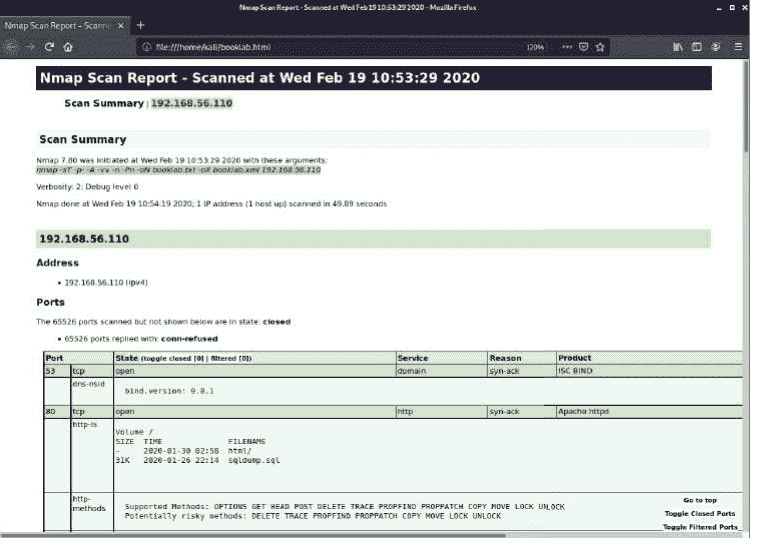 Nmap Scan Report - Scanned at Wed Feb 19 10:53:29 2020 - Mozilla Firefox
Nmap Scan Report - Scanne
file:///home/kali/booklab.html
120%
Nmap Scan Report - Scanned at Wed Feb 19 10:53:29 2020
Scan Summary | 192.168.56.110
Scan Summary
Nmap 7.80 was initiated at Wed Feb 19 10:53:29 2020 with these arguments:
nmap -sT -p- -A -vv -n -Pn -oN booklab.txt -oX booklab.xml 192.168.56.110
Verbosity: 2; Debug level 0
Nmap done at Wed Feb 19 10:54:19 2020; 1 IP address (1 host up) scanned in 49.89 seconds
192.168.56.110
Address
• 192.168.56.110 (ipv4)
Ports
The 65526 ports scanned but not shown below are in state: closed
• 65526 ports replied with: conn-refused
Port State (toggle closed [0] | filtered [0]) Service Reason Product
53 tcp open domain syn-ack ISC BIND
dns-nsid
bind.version: 9.8.1
80 tcp open http syn-ack Apache httpd
http-ls
Volume /
SIZE TIME FILENAME
- 2020-01-30 02:58 html/
31K 2020-01-26 22:14 sqldump.sql
http-methods
Supported Methods: OPTIONS GET HEAD POST DELETE TRACE PROPFIND PROPPATCH COPY MOVE LOCK UNLOCK
Potentially risky methods: DELETE TRACE PROPFIND PROPPATCH COPY MOVE LOCK UNLOCK
Go to top
Toggle Closed Ports
Toggle Filtered Ports